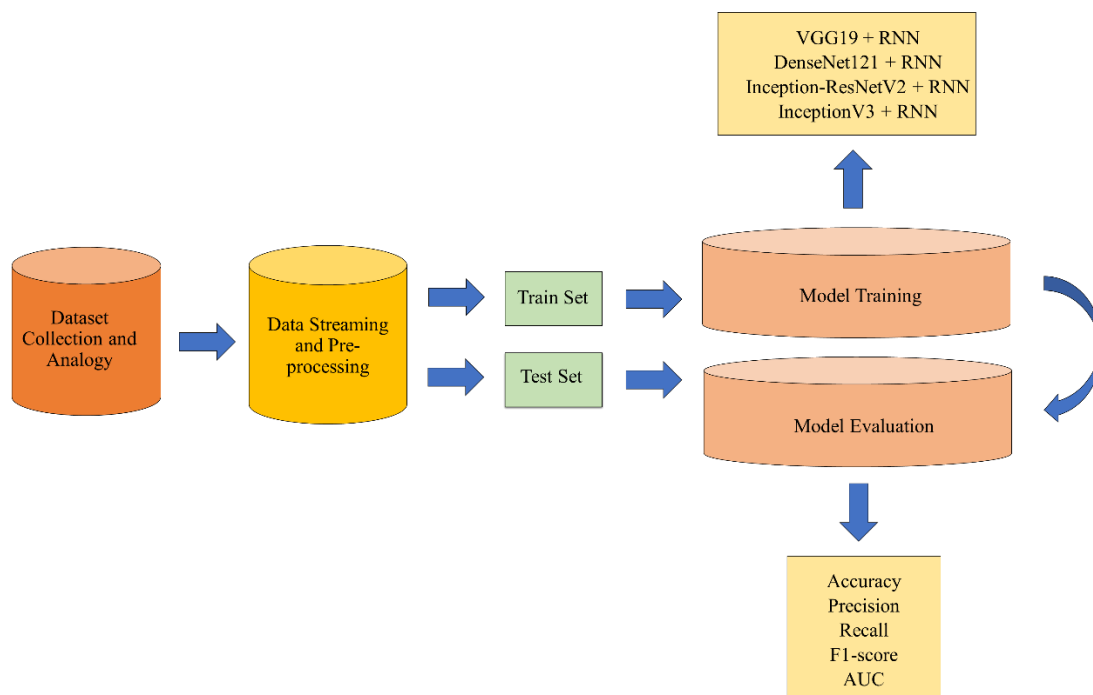 VGG19 + RNN
DenseNet121 + RNN
Inception-ResNetV2 + RNN
InceptionV3 + RNN
Dataset
Collection and
Analogy
Data Streaming
and Pre-
processing
Train Set
Test Set
Model Training
Model Evaluation
Accuracy
Precision
Recall
F1-score
AUC